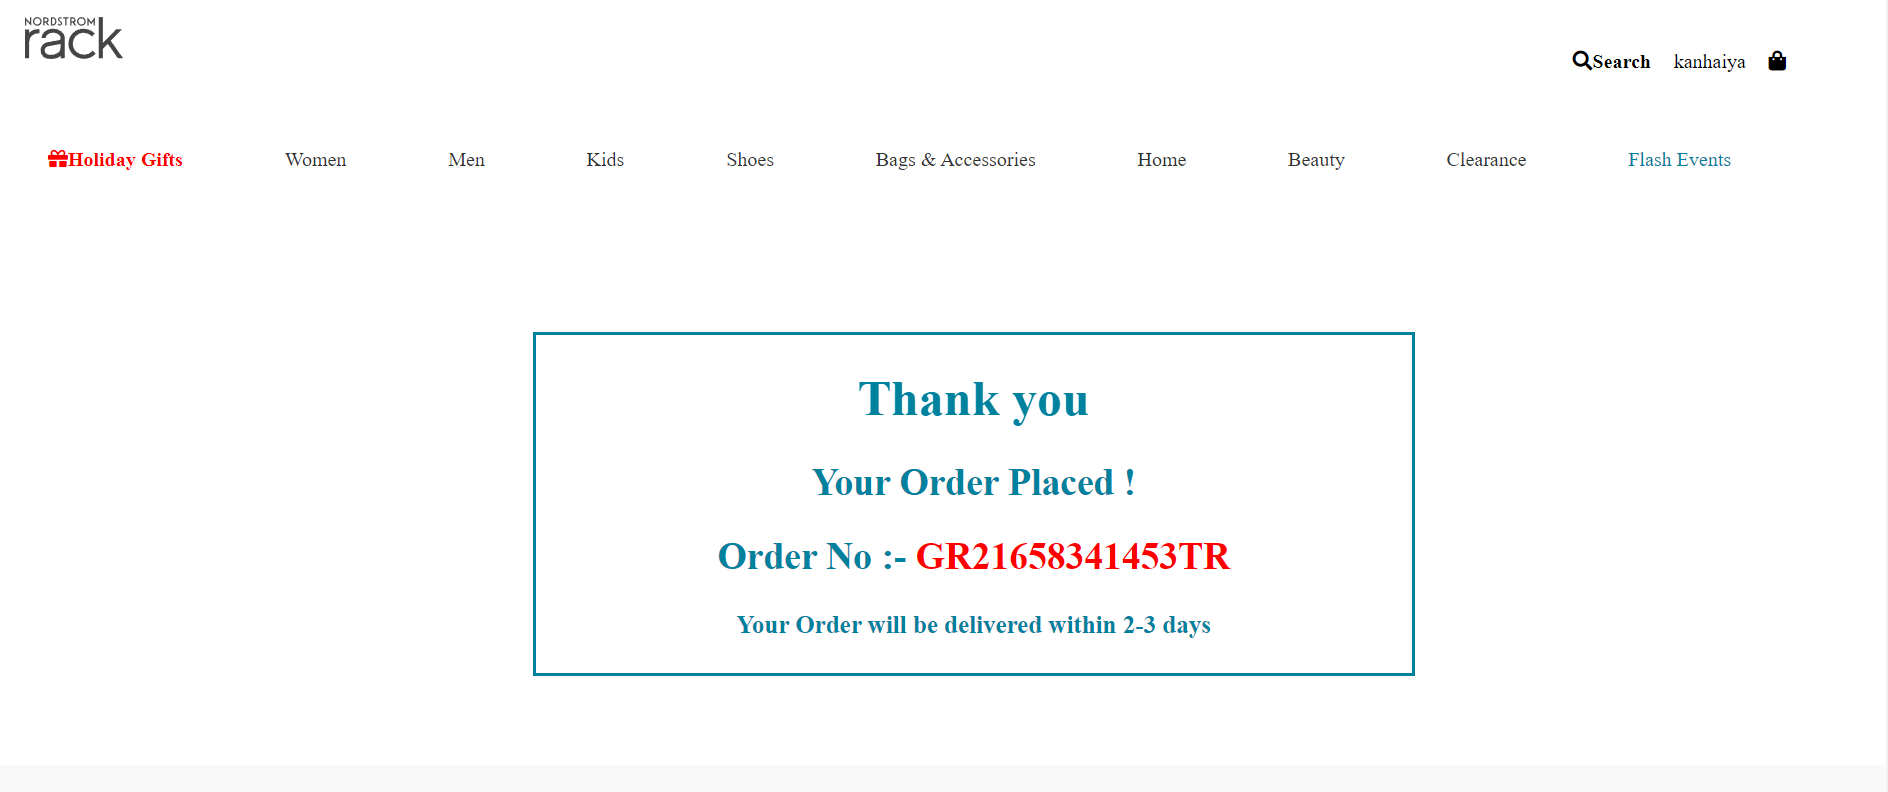 NORDSTROM
rack
Search kanhaiya
Holiday Gifts Women Men Kids Shoes Bags & Accessories Home Beauty Clearance Flash Events
Thank you
Your Order Placed !
Order No :- GR21658341453TR
Your Order will be delivered within 2-3 days